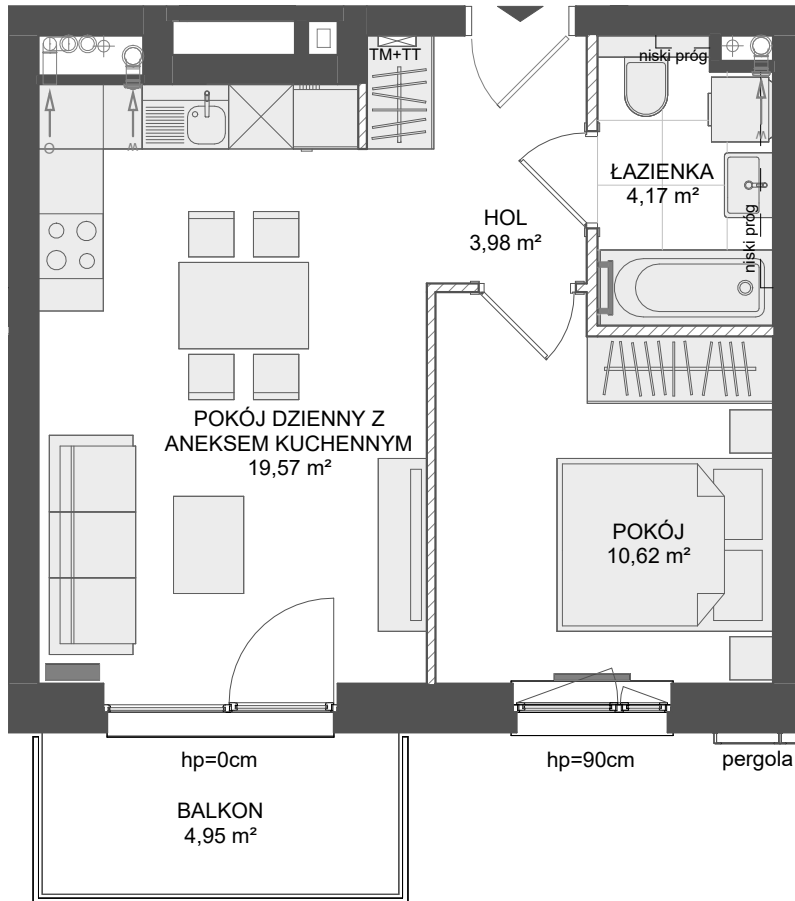 TM+TT
niski próg
ŁAZIENKA
4,17 m²
HOL
3,98 m²
niski próg
POKÓJ DZIENNY Z
ANEKSEM KUCHENNYM
19,57 m²
POKÓJ
10,62 m²
hp=0cm
hp=90cm
pergola
BALKON
4,95 m²